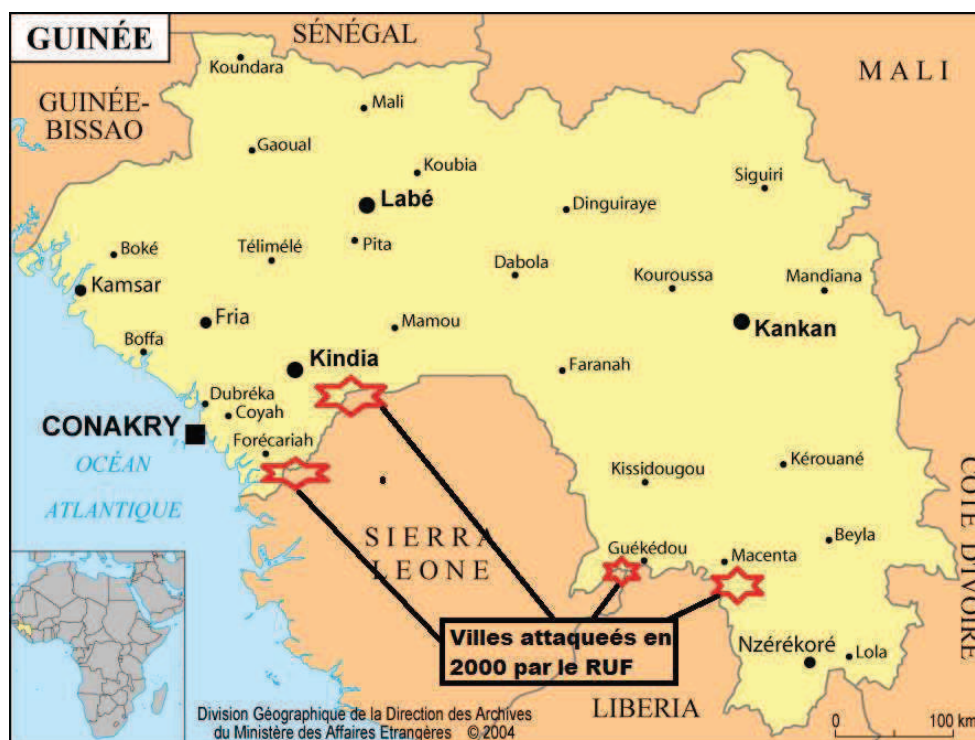 GUINÉE
SÉNÉGAL
MALI
GUINÉE-
BISSAO
Koundara
Mali
Gaoual
Koubia
Siguiri
Labé
Dinguiraye
Boké
Télimélé
Pita
Dabola
Kouroussa
Mandiana
Kamsar
Fria
Mamou
Kankan
Boffa
Kindia
Faranah
Dubréka
Coyah
CONAKRY
Forécariah
OCÉAN
ATLANTIQUE
Kissidougou
Kérouané
SIERRA
LEONE
Guékédou
Macenta
Beyla
CÔTE D'IVOIRE
Villes attaqueés en
2000 par le RUF
Nzérékoré
Lola
LIBERIA
Division Géographique de la Direction des Archives
du Ministère des Affaires Etrangères © 2004
0 100 km